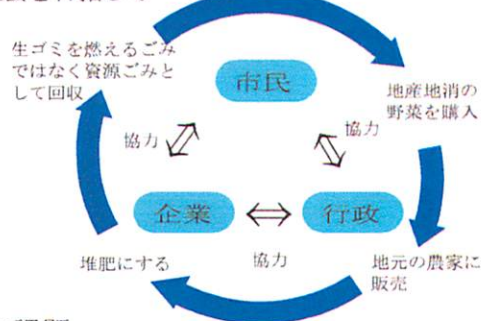 生ゴミを燃えるごみ
ではなく資源ごみと
して回収
市民
地産地消の
野菜を購入
協力
協力
企業
行政
堆肥にする
協力
地元の農家に
販売